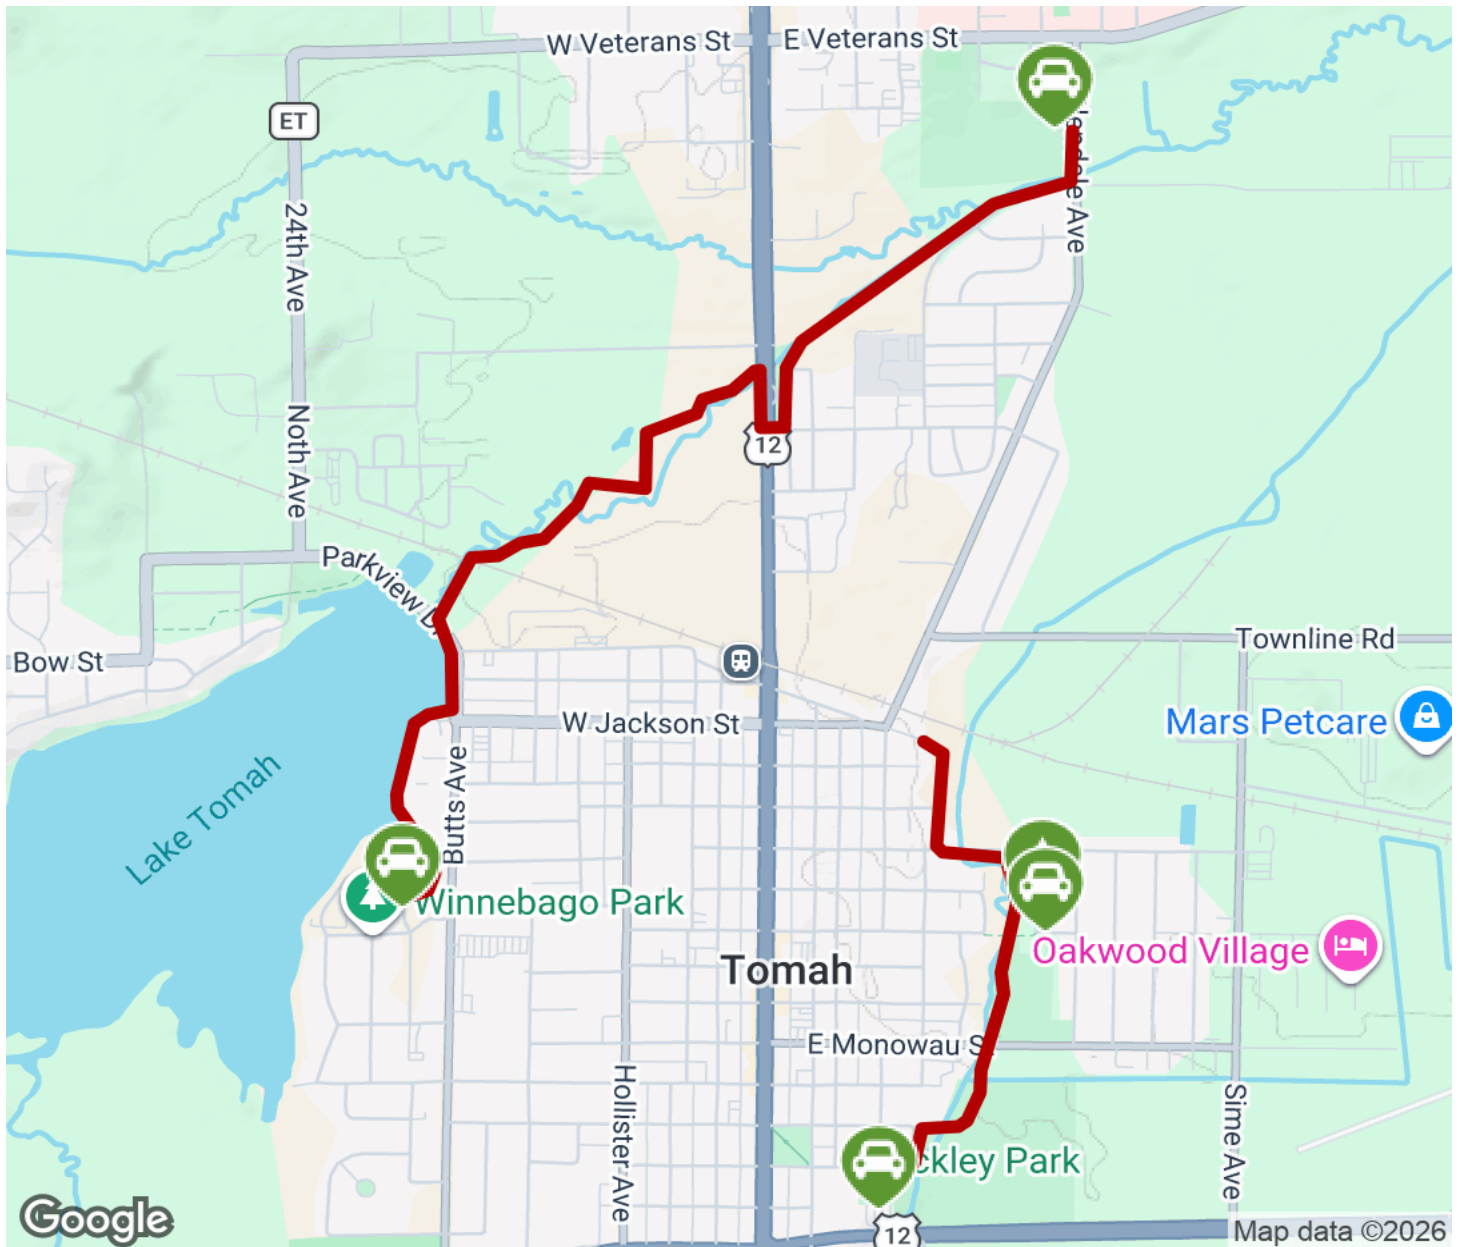 W Veterans St
E Veterans St
ET
24th Ave
Noth Ave
Ave
12
Parkview
Bow St
Townline Rd
W Jackson St
Mars Petcare
Lake Tomah
Butts Ave
Winnebago Park
Oakwood Village
Tomah
E Monowau S
Hollister Ave
Sime Ave
ckley Park
12
Google
Map data ©2026